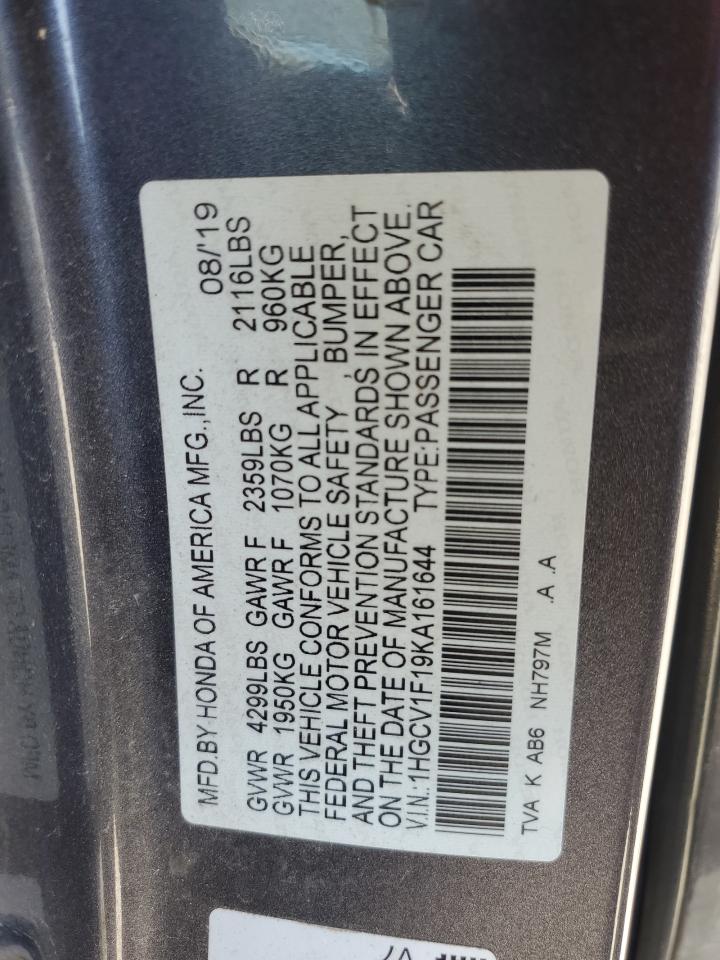 MFD.BY HONDA OF AMERICA MFG.,INC. 08/'19
GVWR 4299LBS GAWR F 2359LBS R 2116LBS
GVWR 1950KG GAWR F 1070KG R 960KG
THIS VEHICLE CONFORMS TO ALL APPLICABLE
FEDERAL MOTOR VEHICLE SAFETY , BUMPER,
AND THEFT PREVENTION STANDARDS IN EFFECT
ON THE DATE OF MANUFACTURE SHOWN ABOVE.
V.I.N.:1HGCV1F19KA161644 TYPE:PASSENGER CAR
TVA K AB6 NH797M .A .A